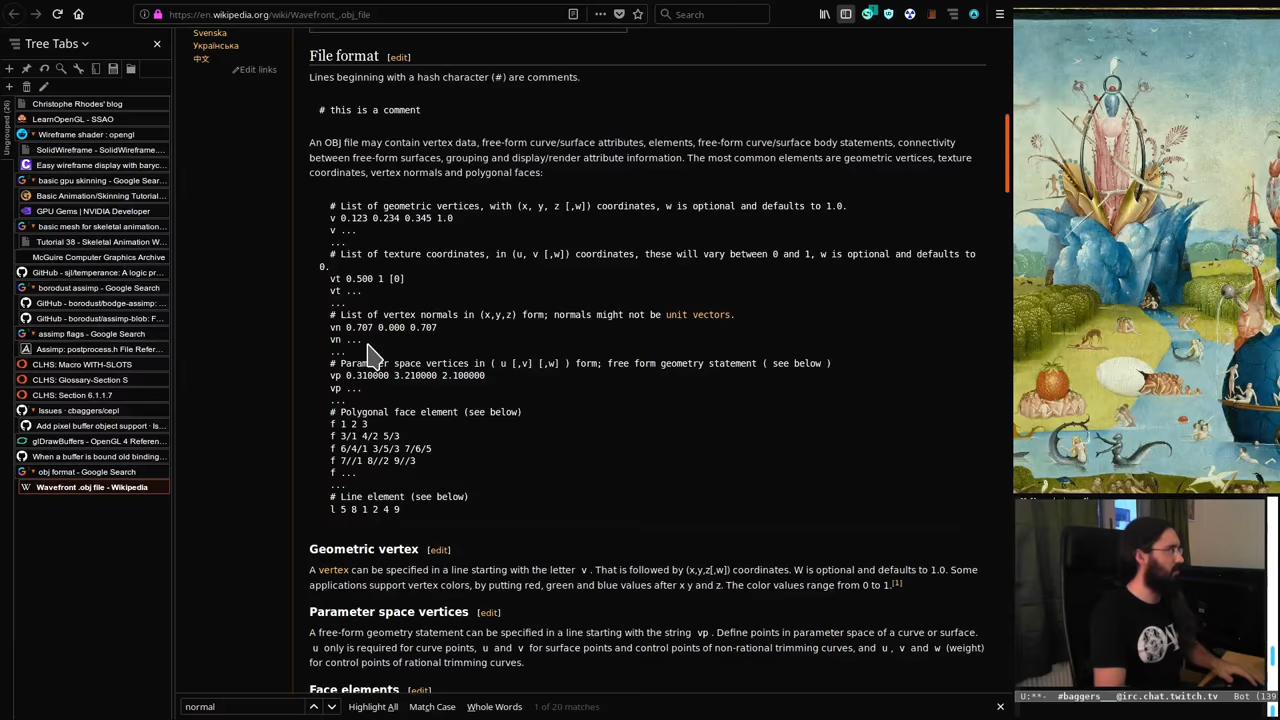 https://en.wikipedia.org/wiki/Wavefront_.obj_file
Search
Tree Tabs
Ungrouped (26)
Christophe Rhodes' blog
LearnOpenGL - SSAO
Wireframe shader : opengl
SolidWireframe - SolidWireframe....
Easy wireframe display with baryc...
basic gpu skinning - Google Sear...
Basic Animation/Skinning Tutorial...
GPU Gems | NVIDIA Developer
basic mesh for skeletal animation...
Tutorial 38 - Skeletal Animation W...
McGuire Computer Graphics Archive
GitHub - sjl/temperance: A logic pr...
borodust assimp - Google Search
GitHub - borodust/bodge-assimp: ...
GitHub - borodust/assimp-blob: F...
assimp flags - Google Search
Assimp: postprocess.h File Refer...
CLHS: Macro WITH-SLOTS
CLHS: Glossary-Section S
CLHS: Section 6.1.1.7
Issues · cbaggers/cepl
Add pixel buffer object support · Is...
glDrawBuffers - OpenGL 4 Referen...
When a buffer is bound old binding...
obj format - Google Search
Wavefront .obj file - Wikipedia
Svenska
Українська
中文
Edit links
File format [edit]
Lines beginning with a hash character (#) are comments.
# this is a comment
An OBJ file may contain vertex data, free-form curve/surface attributes, elements, free-form curve/surface body statements, connectivity
between free-form surfaces, grouping and display/render attribute information. The most common elements are geometric vertices, texture
coordinates, vertex normals and polygonal faces:
# List of geometric vertices, with (x, y, z [,w]) coordinates, w is optional and defaults to 1.0.
v 0.123 0.234 0.345 1.0
v ...
...
# List of texture coordinates, in (u, v [,w]) coordinates, these will vary between 0 and 1, w is optional and defaults to
0.
vt 0.500 1 [0]
vt ...
...
# List of vertex normals in (x,y,z) form; normals might not be unit vectors.
vn 0.707 0.000 0.707
vn ...
...
# Parameter space vertices in ( u [,v] [,w] ) form; free form geometry statement ( see below )
vp 0.310000 3.210000 2.100000
vp ...
...
# Polygonal face element (see below)
f 1 2 3
f 3/1 4/2 5/3
f 6/4/1 3/5/3 7/6/5
f 7//1 8//2 9//3
f ...
...
# Line element (see below)
l 5 8 1 2 4 9
Geometric vertex [edit]
A vertex can be specified in a line starting with the letter v . That is followed by (x,y,z[,w]) coordinates. W is optional and defaults to 1.0. Some
applications support vertex colors, by putting red, green and blue values after x y and z. The color values range from 0 to 1.[1]
Parameter space vertices [edit]
A free-form geometry statement can be specified in a line starting with the string vp . Define points in parameter space of a curve or surface.
u only is required for curve points, u and v for surface points and control points of non-rational trimming curves, and u , v and w (weight)
for control points of rational trimming curves.
Face elements [edit]
normal
Highlight All
Match Case
Whole Words
1 of 20 matches
U:**- #baggers___@irc.chat.twitch.tv Bot (139